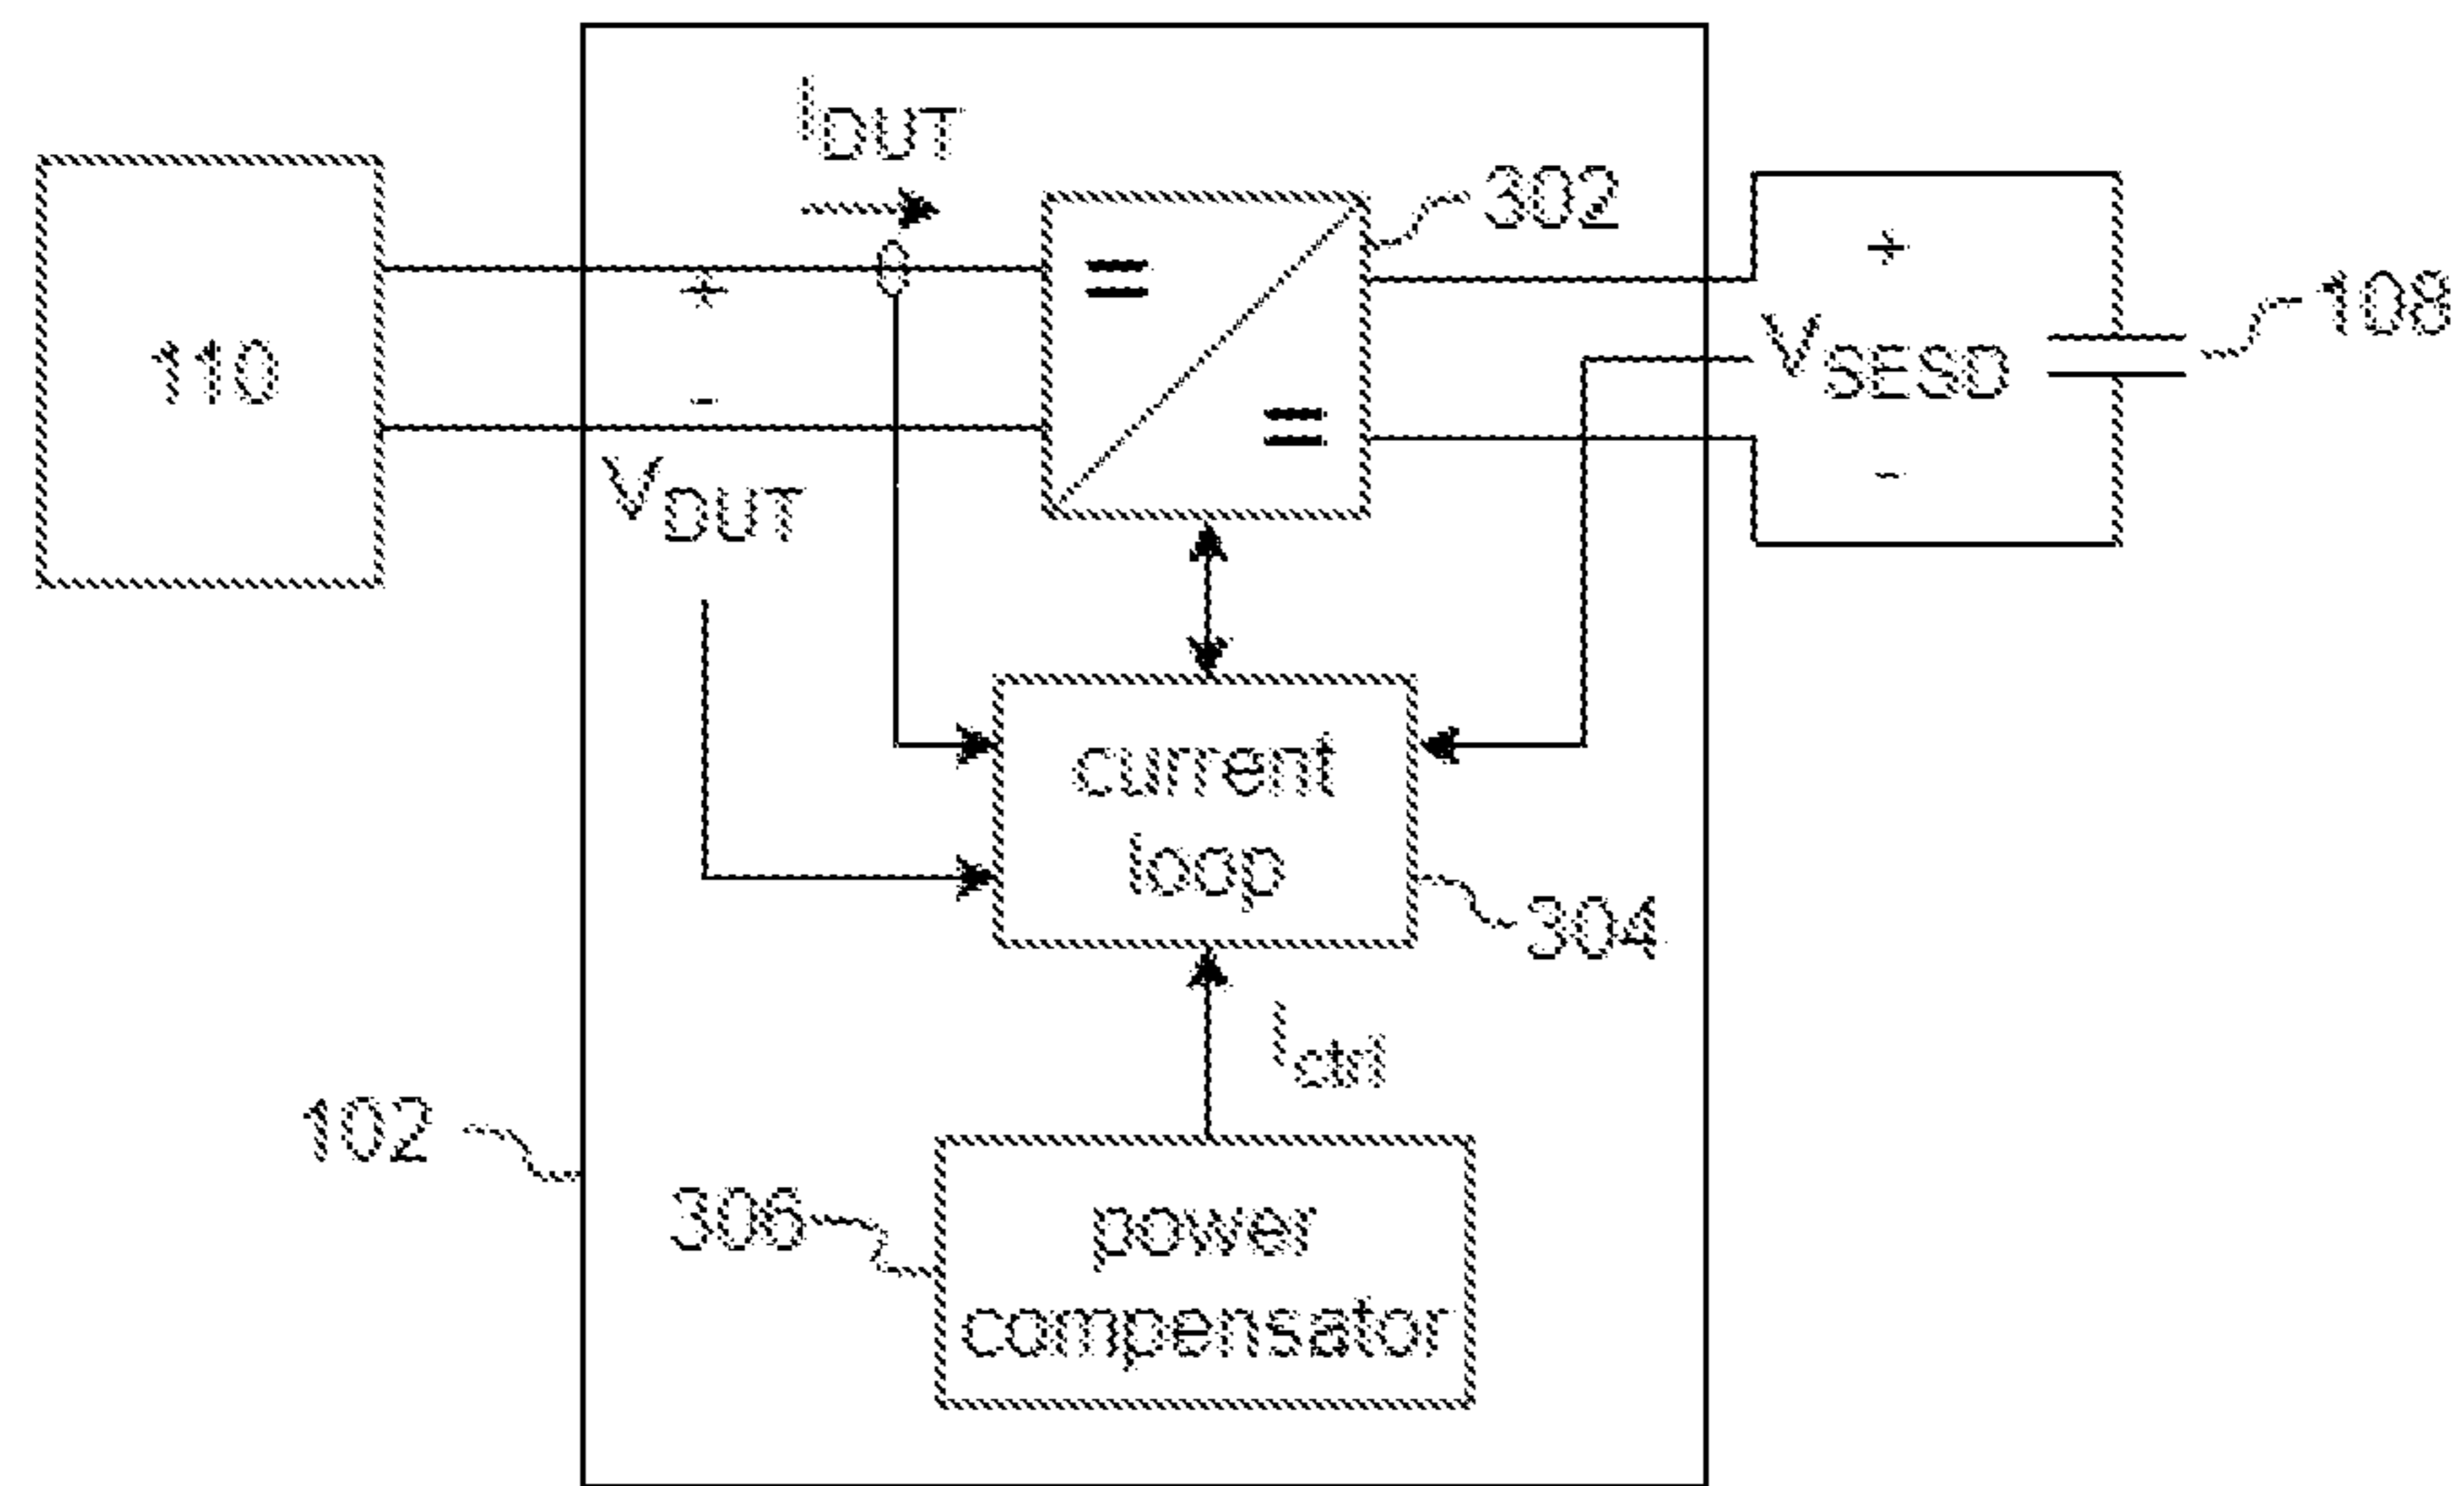 I_DUT
302
108
110
+
-
=
=
+
V_SESD
-
V_DUT
current
loop
304
I_ctrl
102
306
power
compensator